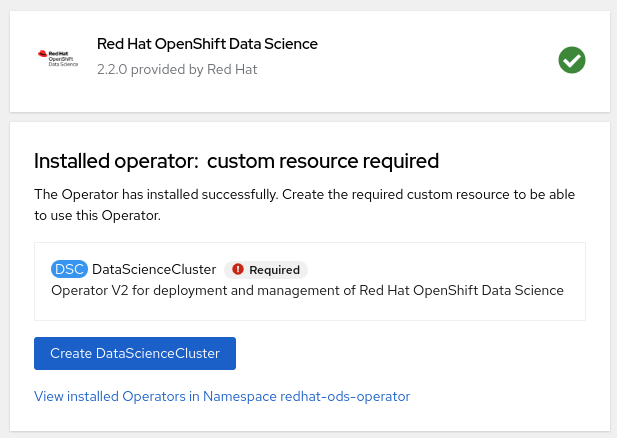 Red Hat
OpenShift
Data Science
Red Hat OpenShift Data Science
2.2.0 provided by Red Hat
Installed operator: custom resource required
The Operator has installed successfully. Create the required custom resource to be able
to use this Operator.
DSC DataScienceCluster Required
Operator V2 for deployment and management of Red Hat OpenShift Data Science
Create DataScienceCluster
View installed Operators in Namespace redhat-ods-operator